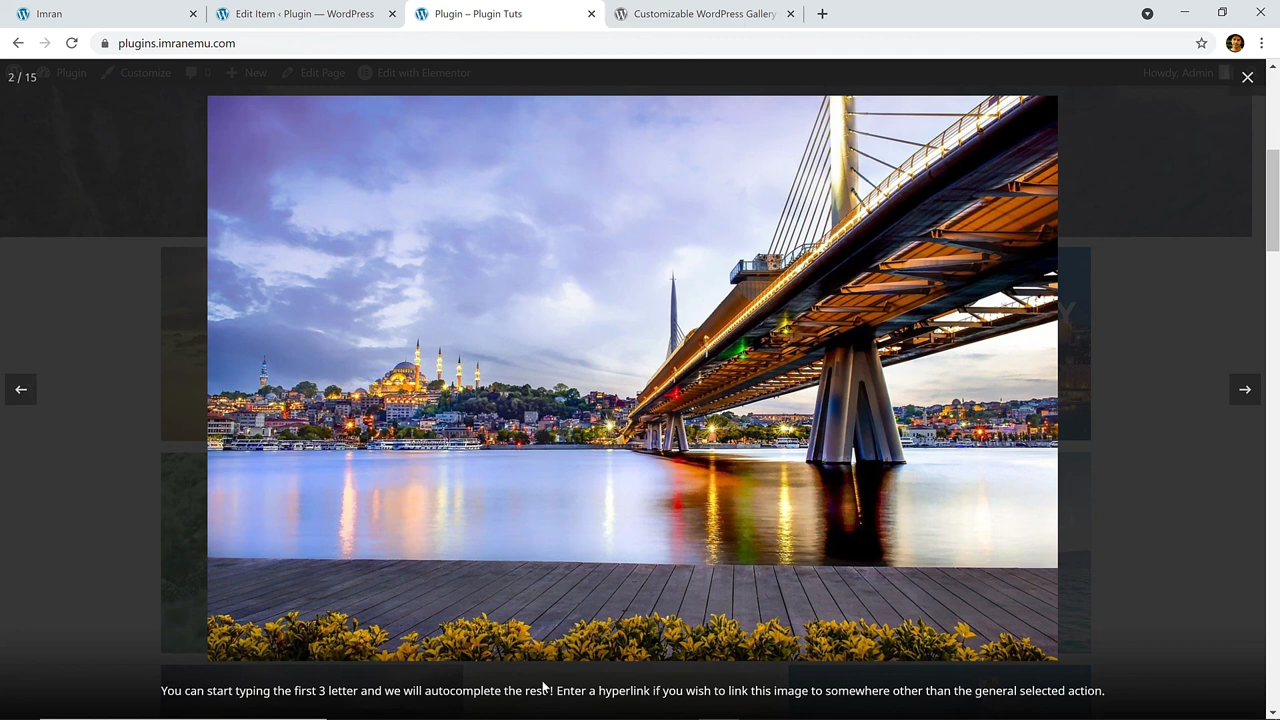 Imran
Edit Item ‹ Plugin — WordPress
Plugin – Plugin Tuts
Customizable WordPress Gallery
plugins.imranemu.com
2 / 15
Plugin
Customize
0
New
Edit Page
Edit with Elementor
Howdy, Admin
You can start typing the first 3 letter and we will autocomplete the rest! Enter a hyperlink if you wish to link this image to somewhere other than the general selected action.